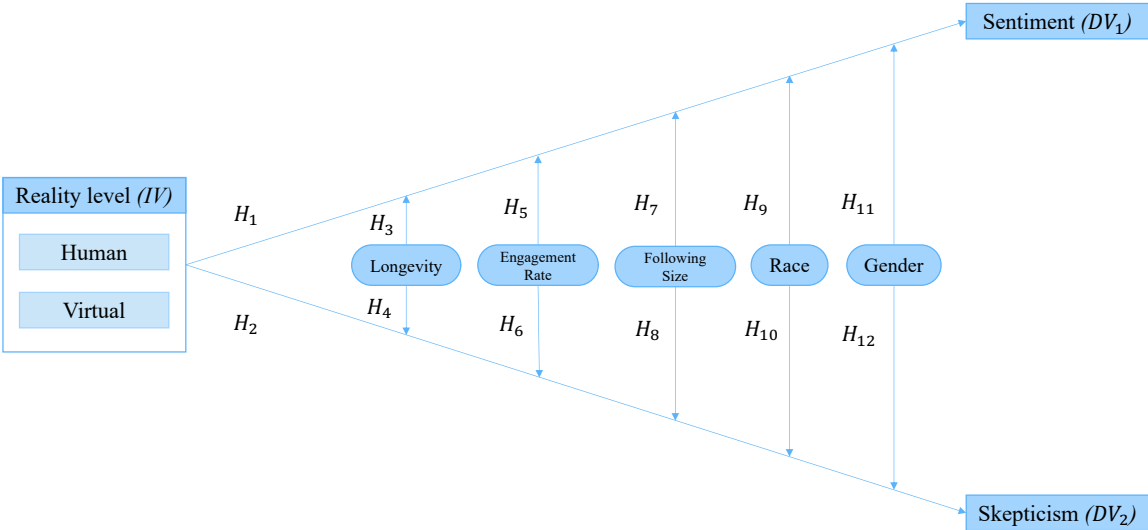 Sentiment (DV₁)
Reality level (IV)
Human
Virtual
H₁
H₂
H₃
H₅
H₇
H₉
H₁₁
Longevity
Engagement
Rate
Following
Size
Race
Gender
H₄
H₆
H₈
H₁₀
H₁₂
Skepticism (DV₂)